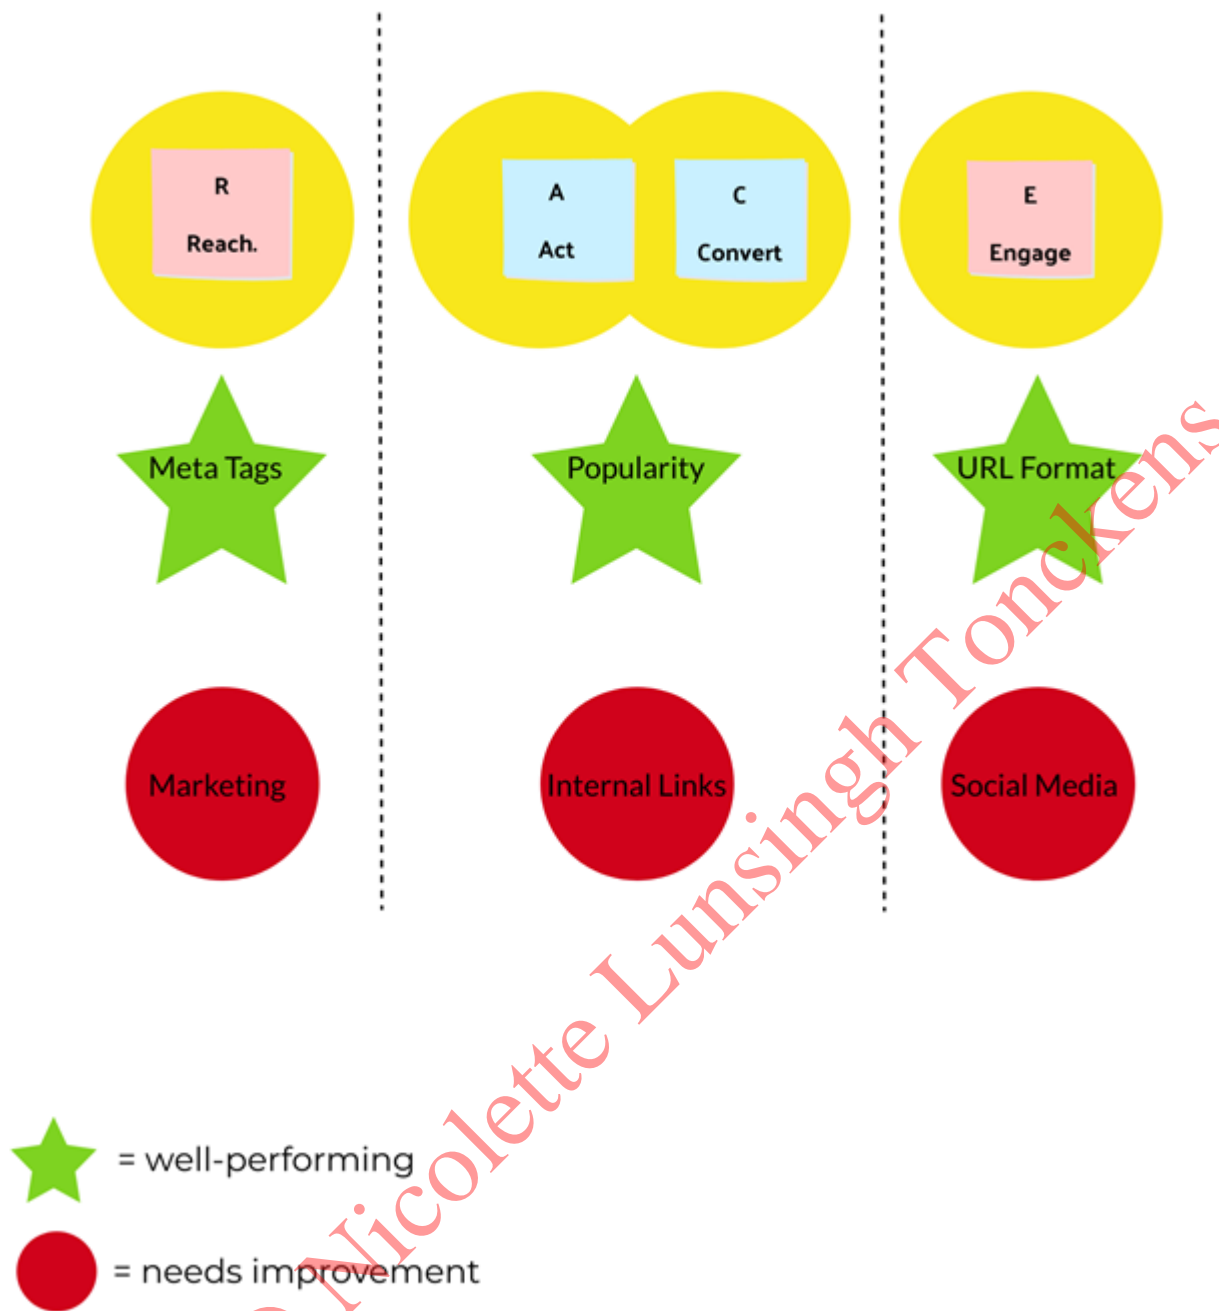 R
Reach.
A
Act
C
Convert
E
Engage
Meta Tags
Popularity
URL Format
Marketing
Internal Links
Social Media
= well-performing
= needs improvement
Nicolette Lunsingh Tonckens